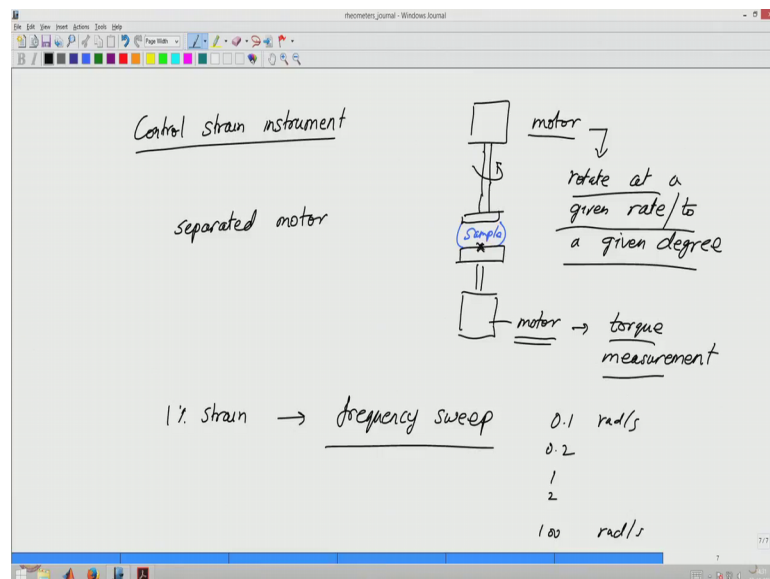 rheometers_journal - Windows Journal
File Edit View Insert Actions Tools Help
Page Width
B I
Control strain instrument
motor
rotate at a
given rate/to
a given degree
separated motor
sample
motor → torque
measurement
1% strain → frequency sweep
0.1 rad/s
0.2
1
2
100 rad/s
7/7
7